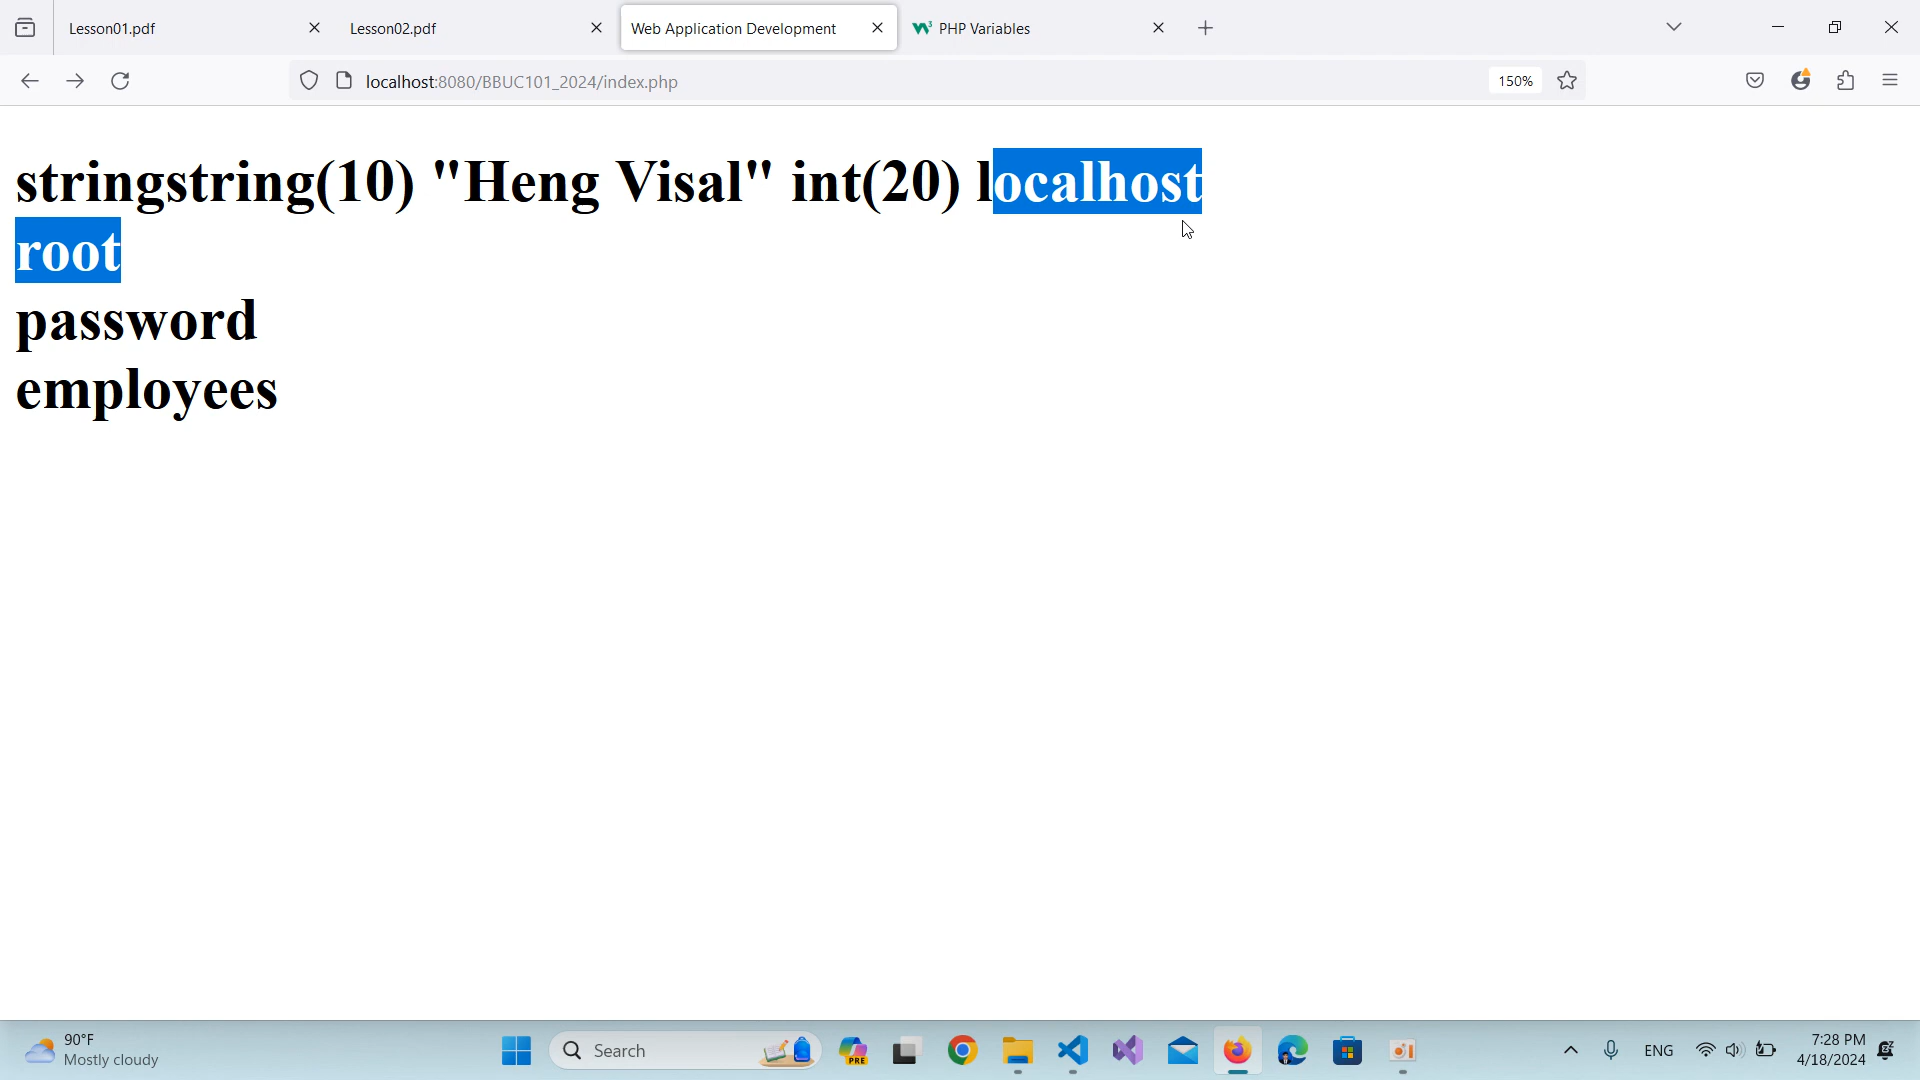 Lesson01.pdf
Lesson02.pdf
Web Application Development
PHP Variables
localhost:8080/BBUC101_2024/index.php
150%
stringstring(10) "Heng Visal" int(20) localhost
root
password
employees
90°F
Mostly cloudy
Search
PRE
ENG
7:28 PM
4/18/2024